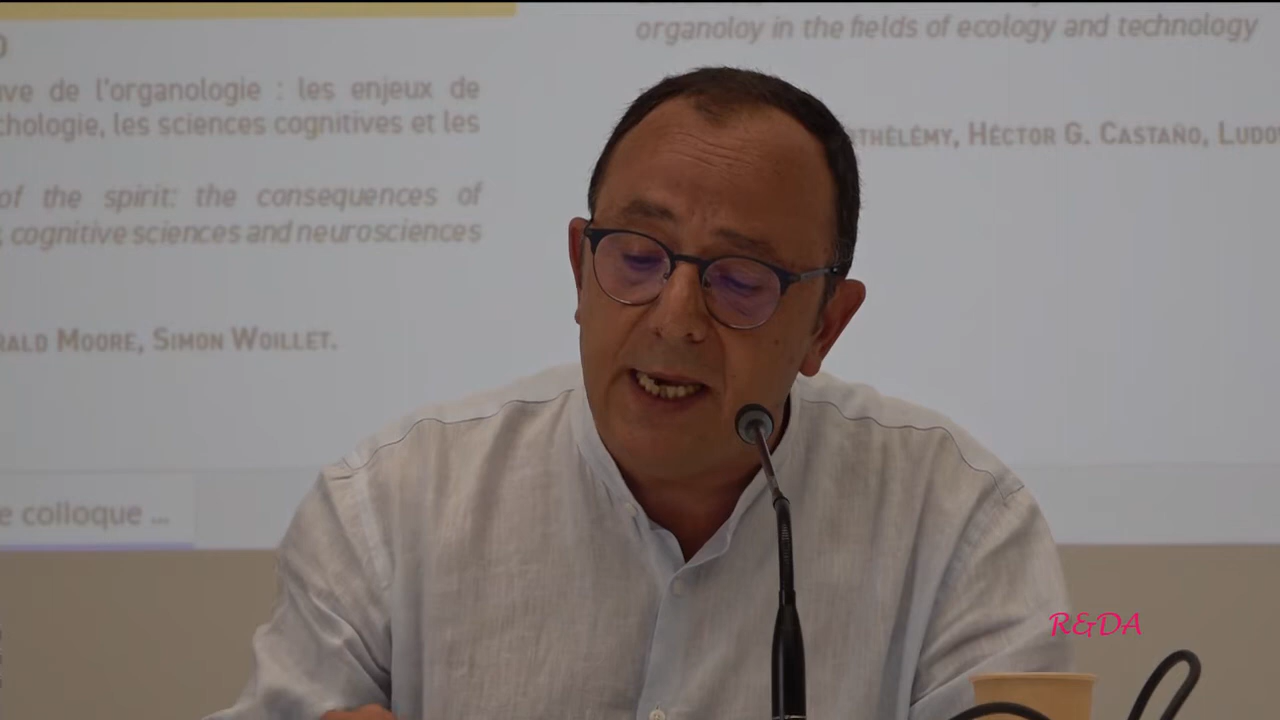 ve de l'organologie : les enjeux de
chologie, les sciences cognitives et les
of the spirit: the consequences of
, cognitive sciences and neurosciences
RALD MOORE, SIMON WOILLET.
e colloque ...
organoloy in the fields of ecology and technology
THÉLÉMY, HÉCTOR G. CASTAÑO, LUDO
R&DA